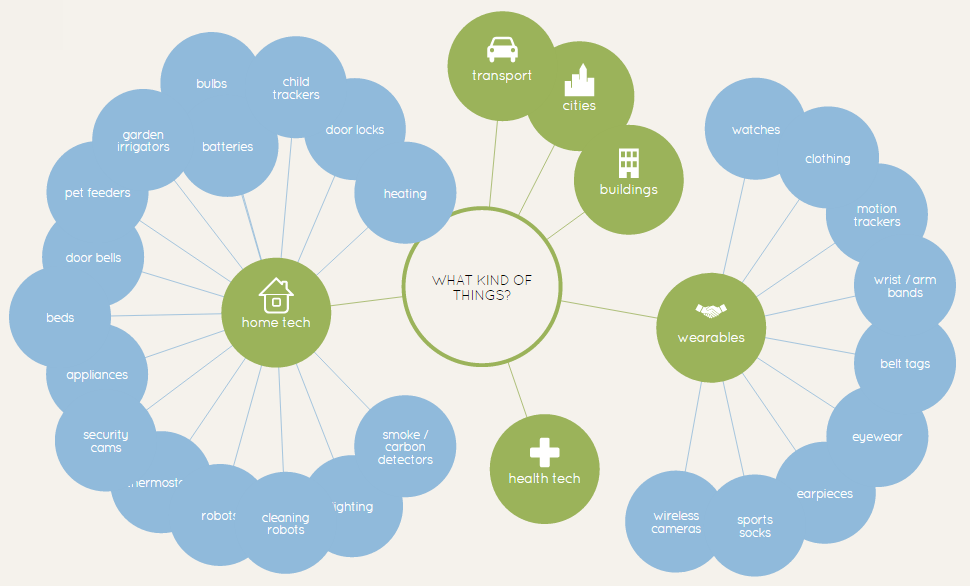 WHAT KIND OF
THINGS?
transport
cities
buildings
home tech
bulbs
child
trackers
door locks
heating
batteries
garden
irrigators
pet feeders
door bells
beds
appliances
security
cams
robots
cleaning
robots
smoke /
carbon
detectors
health tech
wearables
watches
clothing
motion
trackers
wrist / arm
bands
belt tags
eyewear
earpieces
sports
socks
wireless
cameras